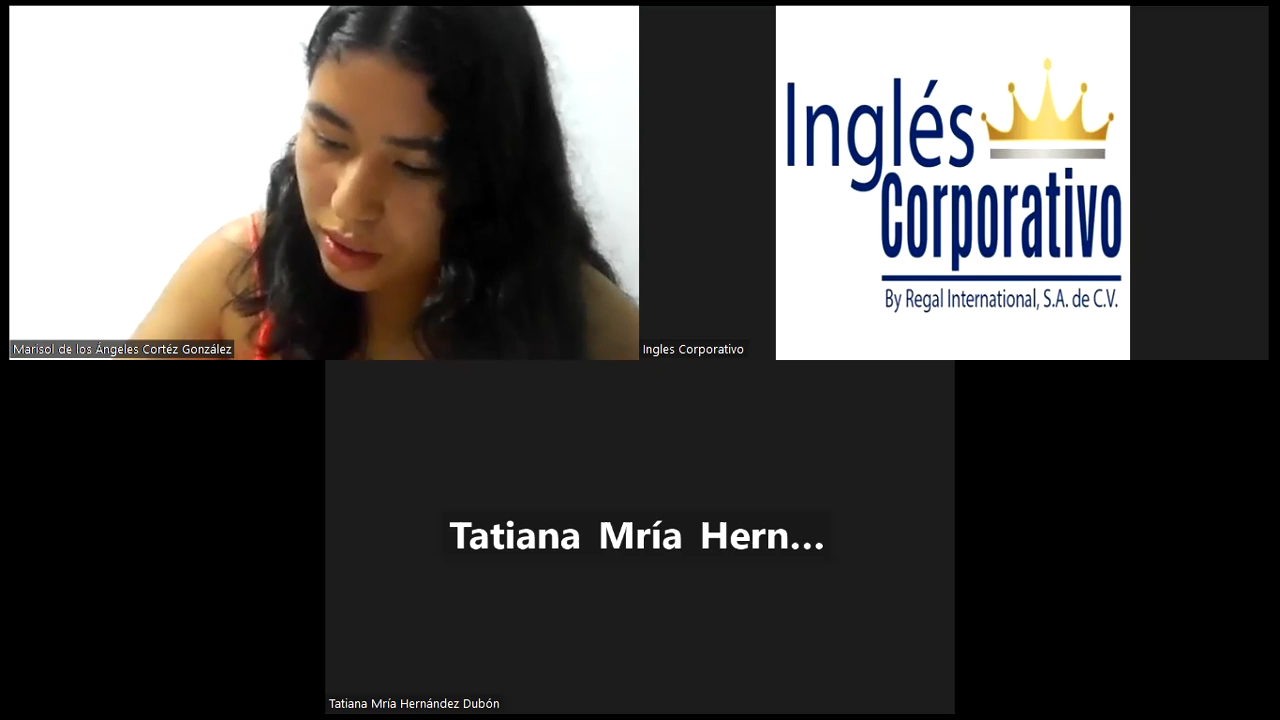 Inglés
Corporativo
By Regal International, S.A. de C.V.
Marisol de los Ángeles Cortéz González
Ingles Corporativo
Tatiana Mría Hern...
Tatiana Mría Hernández Dubón